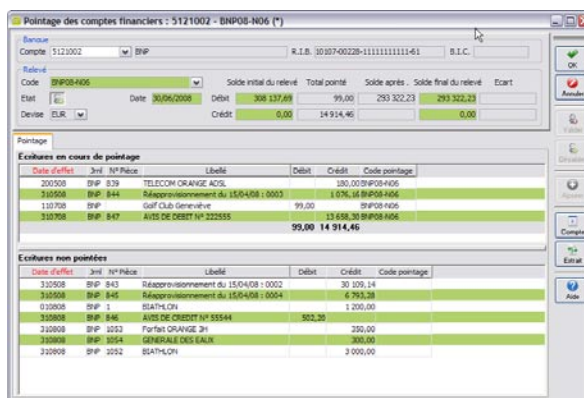 Pointage des comptes financiers : 5121002 - BNP08-N06 (*)
Banque
Compte 5121002 BNP R.I.B. 10107-00228-11111111111-61 B.I.C.
Relevé
Code BNP08-N06 Solde initial du relevé Total pointé Solde après . Solde final du relevé Ecart
Etat Date 30/06/2008 Débit 308 137,69 99,00 293 322,23 293 322,23
Devise EUR Crédit 0,00 14 914,46 0,00
OK
Annuler
Pointage
Ecritures en cours de pointage
Date d'effet Jrnl N° Pièce Libellé Débit Crédit Code pointage
200508 BNP 839 TELECOM ORANGE ADSL 180,00 BNP08-N06
310508 BNP 844 Réapprovisionnement du 15/04/08 : 0003 1 076,16 BNP08-N06
110708 BNP Golf Club Geneviève 99,00 BNP08-N06
310708 BNP 847 AVIS DE DEBIT N° 222555 13 658,30 BNP08-N06
99,00 14 914,46
Ecritures non pointées
Date d'effet Jrnl N° Pièce Libellé Débit Crédit Code pointage
310508 BNP 843 Réapprovisionnement du 15/04/08 : 0002 30 109,14
310508 BNP 845 Réapprovisionnement du 15/04/08 : 0004 6 793,28
010808 BNP 1 BIATHLON 1 200,00
310808 BNP 846 AVIS DE CREDIT N° 55544 502,20
310808 BNP 1053 Forfait ORANGE 3H 350,00
310808 BNP 1054 GENERALE DES EAUX 300,00
310808 BNP 1052 BIATHLON 3 000,00
Compte
Extrait
Aide